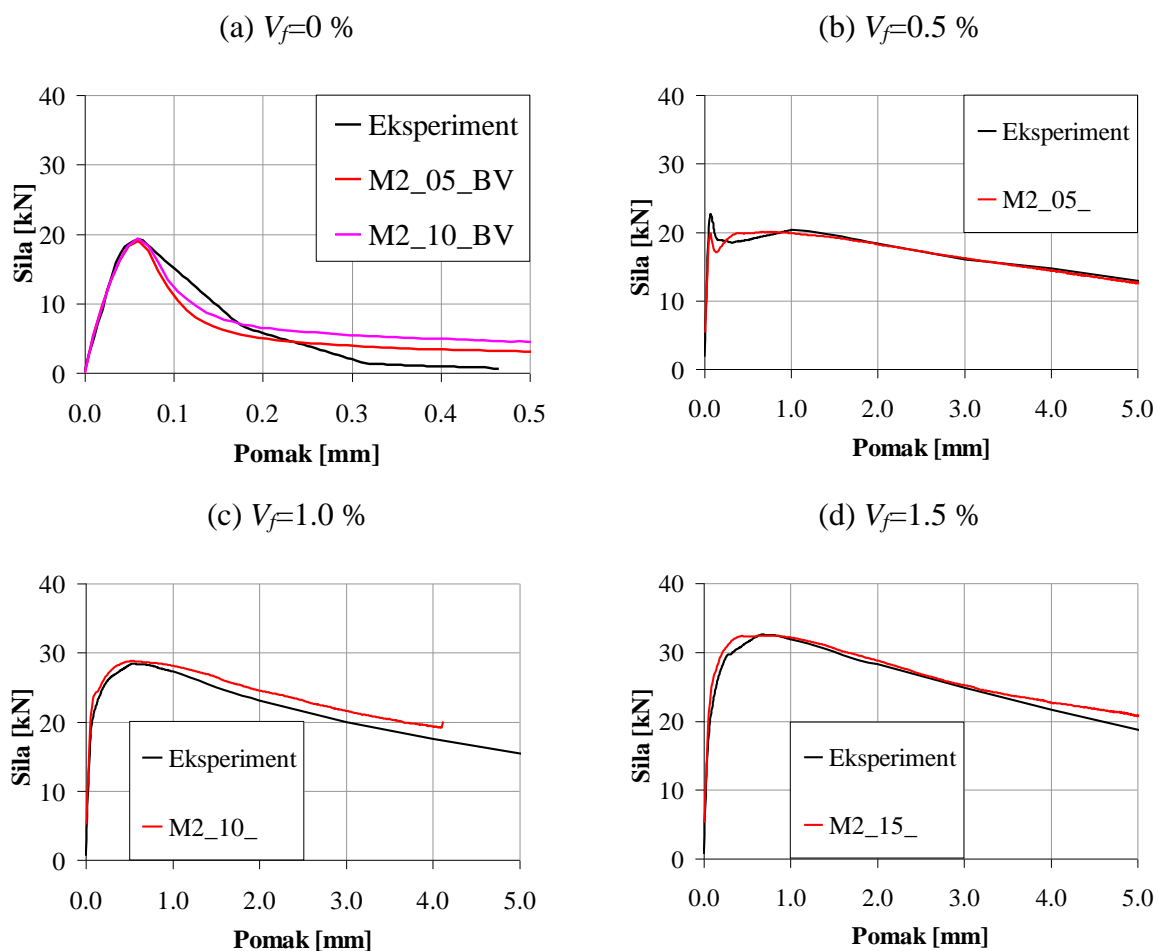 (a) Vf=0 %
40
30
20
10
0
Sila [kN]
Eksperiment
M2_05_BV
M2_10_BV
0.0 0.1 0.2 0.3 0.4 0.5
Pomak [mm]
(b) Vf=0.5 %
40
30
20
10
0
Sila [kN]
Eksperiment
M2_05_
0.0 1.0 2.0 3.0 4.0 5.0
Pomak [mm]
(c) Vf=1.0 %
40
30
20
10
0
Sila [kN]
Eksperiment
M2_10_
0.0 1.0 2.0 3.0 4.0 5.0
Pomak [mm]
(d) Vf=1.5 %
40
30
20
10
0
Sila [kN]
Eksperiment
M2_15_
0.0 1.0 2.0 3.0 4.0 5.0
Pomak [mm]